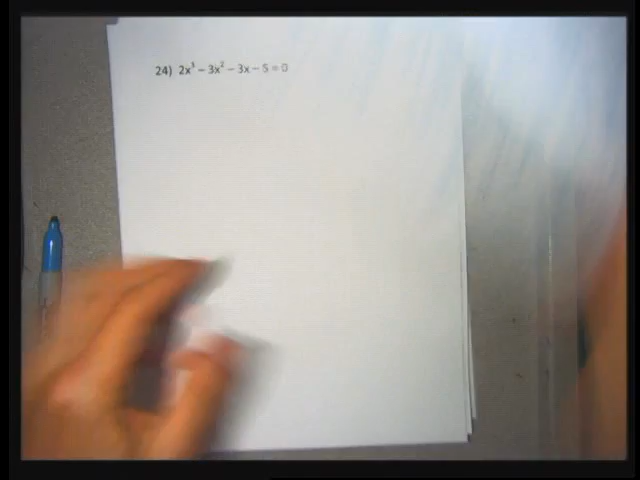 24) 2x³ – 3x² – 3x – 5 = 0